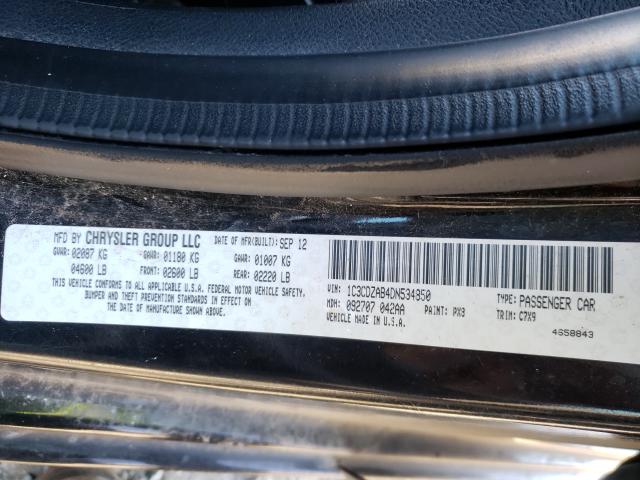 MFD BY CHRYSLER GROUP LLC
DATE OF MFR(BUILT): SEP 12
GVWR: 02087 KG GAWR: 01180 KG GAWR: 01007 KG
04600 LB FRONT: 02600 LB REAR: 02220 LB
THIS VEHICLE CONFORMS TO ALL APPLICABLE U.S.A. FEDERAL MOTOR VEHICLE SAFETY,
BUMPER AND THEFT PREVENTION STANDARDS IN EFFECT ON
THE DATE OF MANUFACTURE SHOWN ABOVE.
VIN: 1C3CDZAB4DN534850
TYPE: PASSENGER CAR
MDH: 092707 042AA PAINT: PX3 TRIM: C7X9
VEHICLE MADE IN U.S.A.
4658843